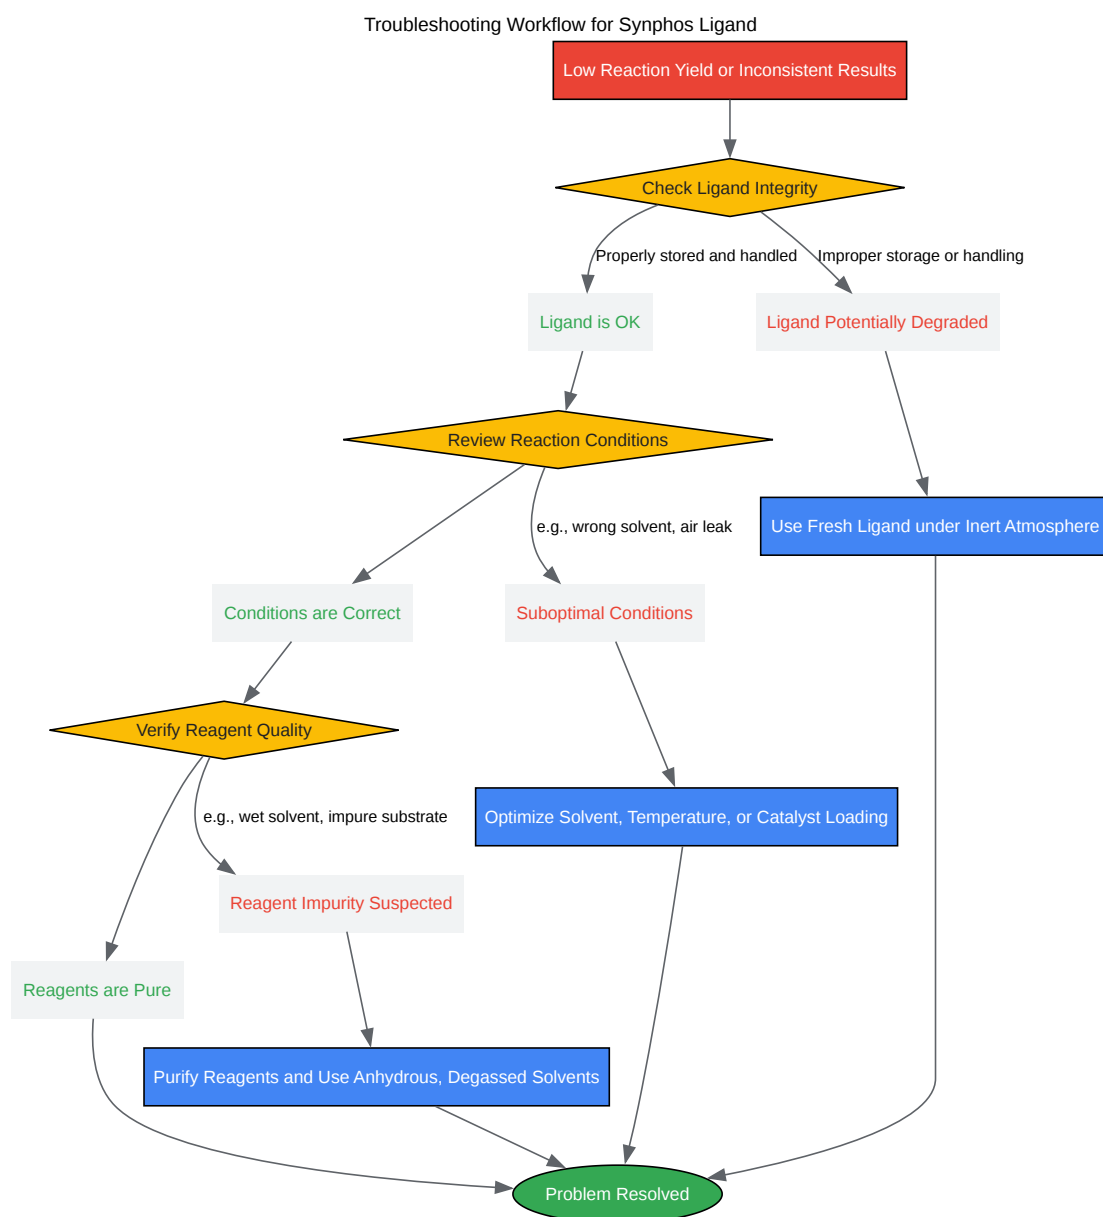 Troubleshooting Workflow for Synphos Ligand
Low Reaction Yield or Inconsistent Results
Check Ligand Integrity
Properly stored and handled
Improper storage or handling
Ligand is OK
Ligand Potentially Degraded
Review Reaction Conditions
e.g., wrong solvent, air leak
Use Fresh Ligand under Inert Atmosphere
Conditions are Correct
Suboptimal Conditions
Verify Reagent Quality
e.g., wet solvent, impure substrate
Optimize Solvent, Temperature, or Catalyst Loading
Reagent Impurity Suspected
Reagents are Pure
Purify Reagents and Use Anhydrous, Degassed Solvents
Problem Resolved